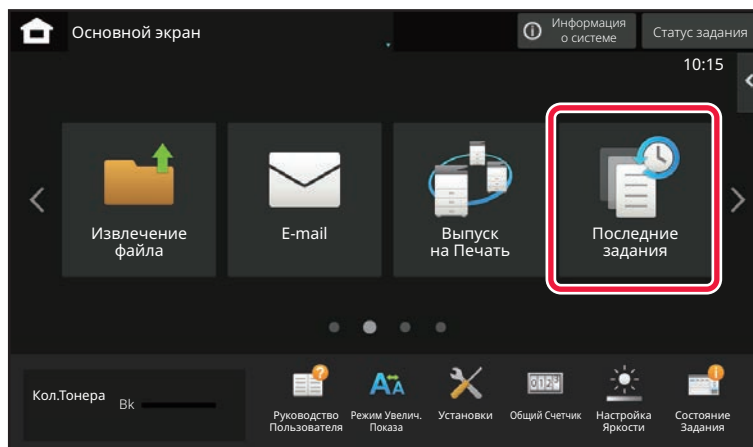 Основной экран
Информация
о системе
Статус задания
10:15
Извлечение
файла
E-mail
Выпуск
на Печать
Последние
задания
Кол.Тонера
Bk
Руководство
Пользователя
Режим Увелич.
Показа
Установки
Общий Счетчик
Настройка
Яркости
Состояние
Задания